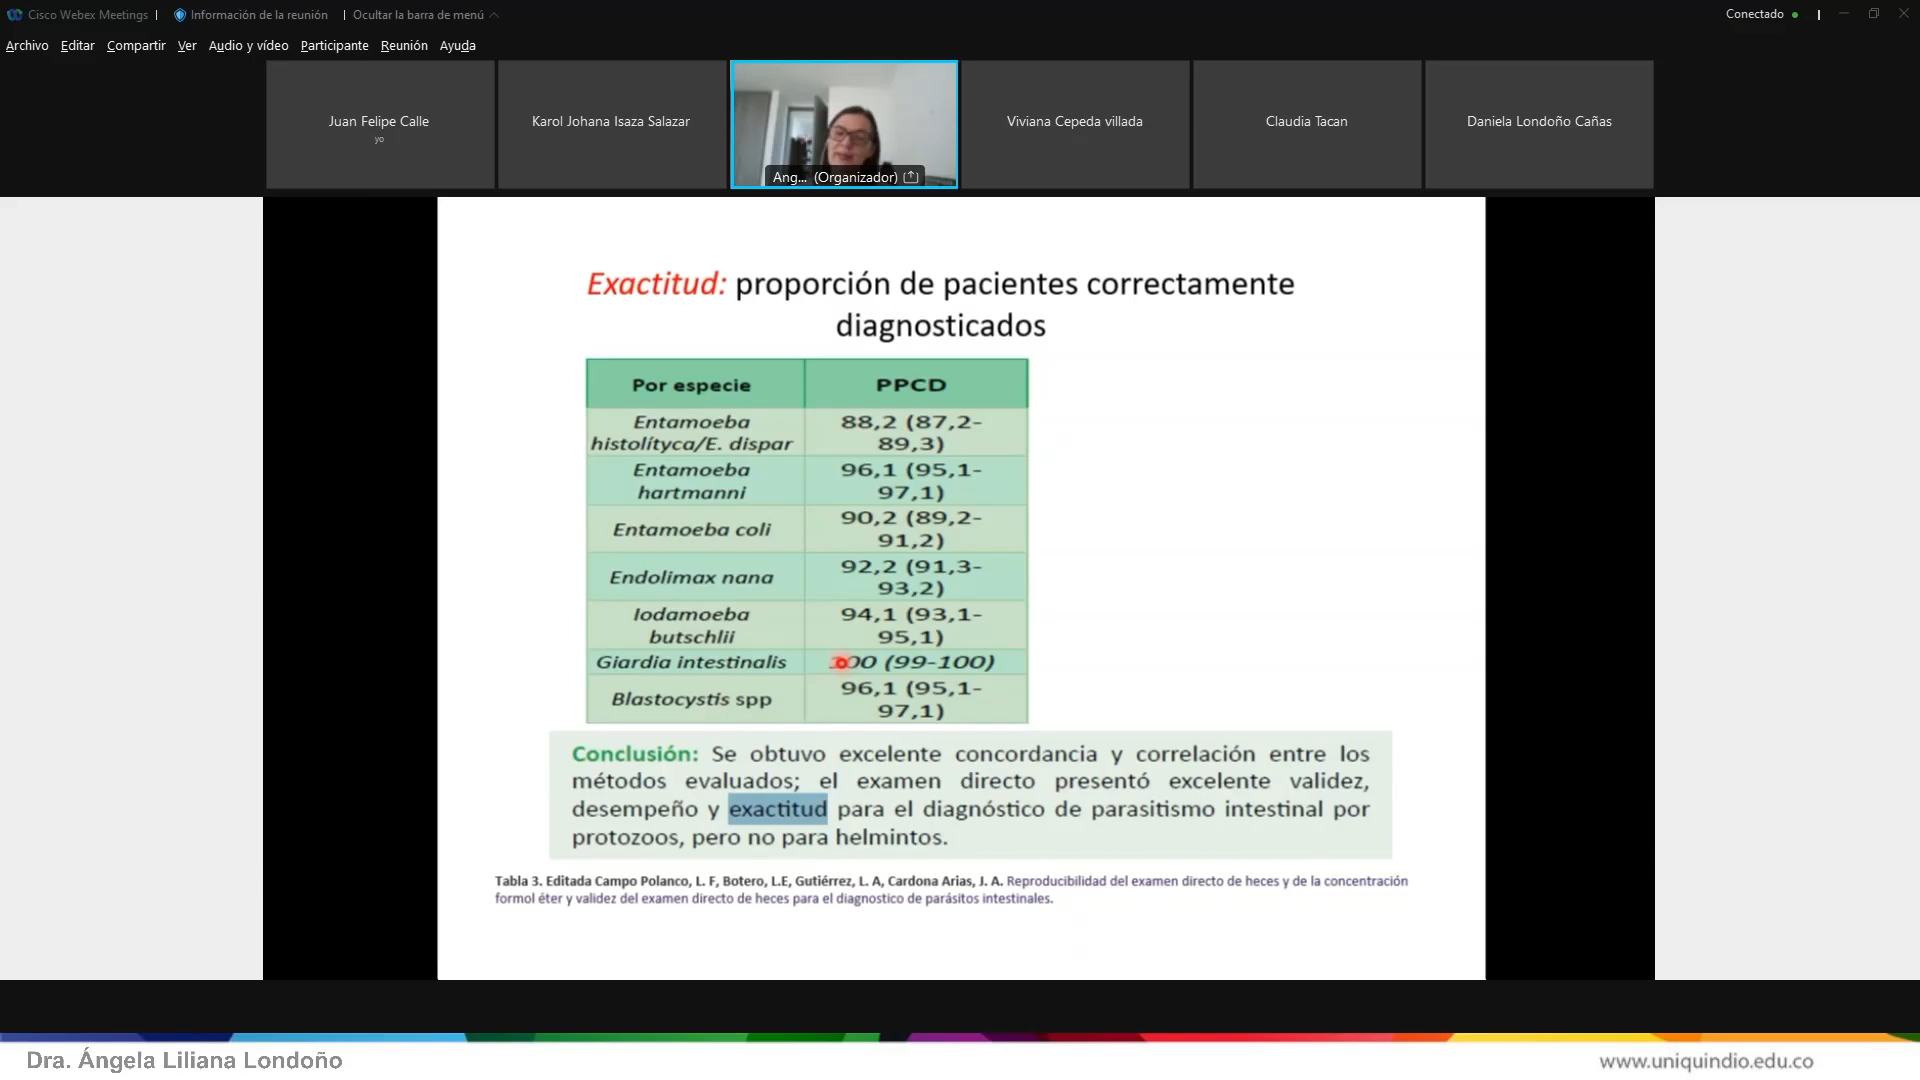 Cisco Webex Meetings | Información de la reunión | Ocultar la barra de menú
Conectado
Archivo Editar Compartir Ver Audio y vídeo Participante Reunión Ayuda
Juan Felipe Calle
yo
Karol Johana Isaza Salazar
Ang... (Organizador)
Viviana Cepeda villada
Claudia Tacan
Daniela Londoño Cañas
Exactitud: proporción de pacientes correctamente
diagnosticados
Por especie PPCD
Entamoeba
histolítyca/E. dispar
88,2 (87,2-
89,3)
Entamoeba
hartmanni
96,1 (95,1-
97,1)
Entamoeba coli
90,2 (89,2-
91,2)
Endolimax nana
92,2 (91,3-
93,2)
Iodamoeba
butschlii
94,1 (93,1-
95,1)
Giardia intestinalis 100 (99-100)
Blastocystis spp
96,1 (95,1-
97,1)
Conclusión: Se obtuvo excelente concordancia y correlación entre los
métodos evaluados; el examen directo presentó excelente validez,
desempeño y exactitud para el diagnóstico de parasitismo intestinal por
protozoos, pero no para helmintos.
Tabla 3. Editada Campo Polanco, L. F, Botero, L.E, Gutiérrez, L. A, Cardona Arias, J. A. Reproducibilidad del examen directo de heces y de la concentración
formol éter y validez del examen directo de heces para el diagnostico de parásitos intestinales.
Dra. Ángela Liliana Londoño
www.uniquindio.edu.co